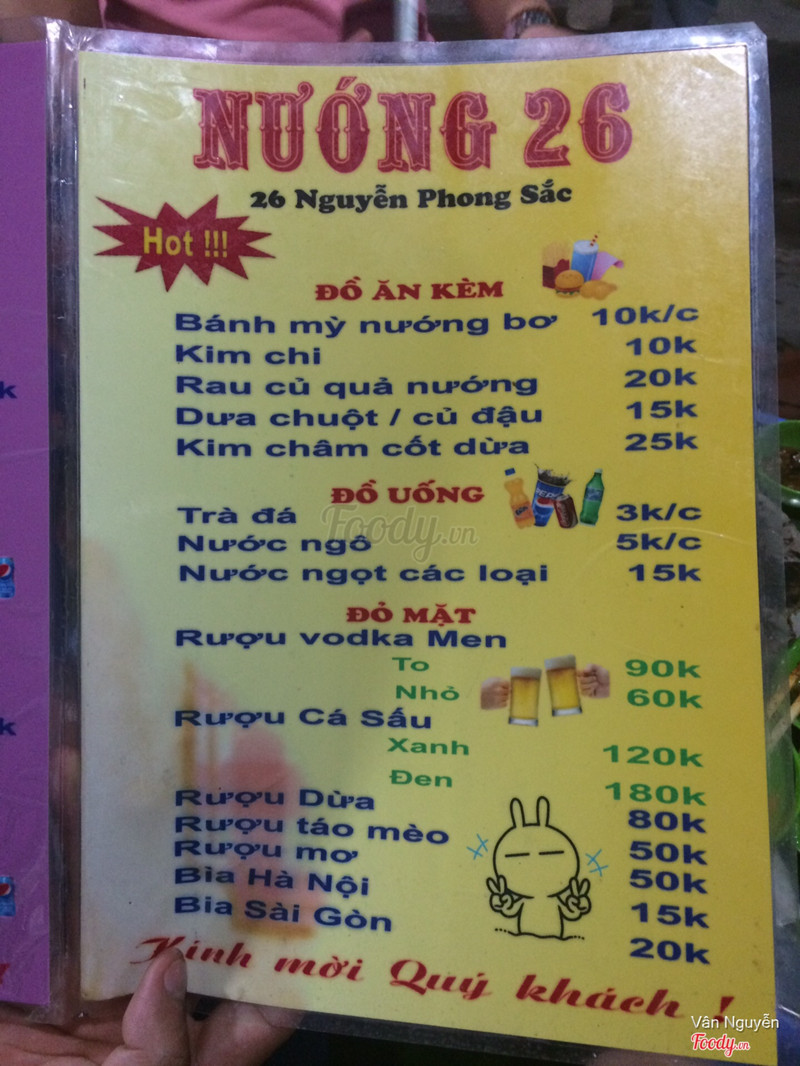 NƯỚNG 26
26 Nguyễn Phong Sắc
Hot !!!
ĐỒ ĂN KÈM
Bánh mỳ nướng bơ 10k/c
Kim chi 10k
Rau củ quả nướng 20k
Dưa chuột / củ đậu 15k
Kim châm cốt dừa 25k
ĐỒ UỐNG
Trà đá 3k/c
Nước ngô 5k/c
Nước ngọt các loại 15k
ĐỎ MẶT
Rượu vodka Men
To 90k
Nhỏ 60k
Rượu Cá Sấu
Xanh 120k
Đen 180k
Rượu Dừa 80k
Rượu táo mèo 50k
Rượu mơ 50k
Bia Hà Nội 15k
Bia Sài Gòn 20k
Kính mời Quý khách !
Foody.vn
PEPSI
k
k
Vân Nguyễn
Foody.vn